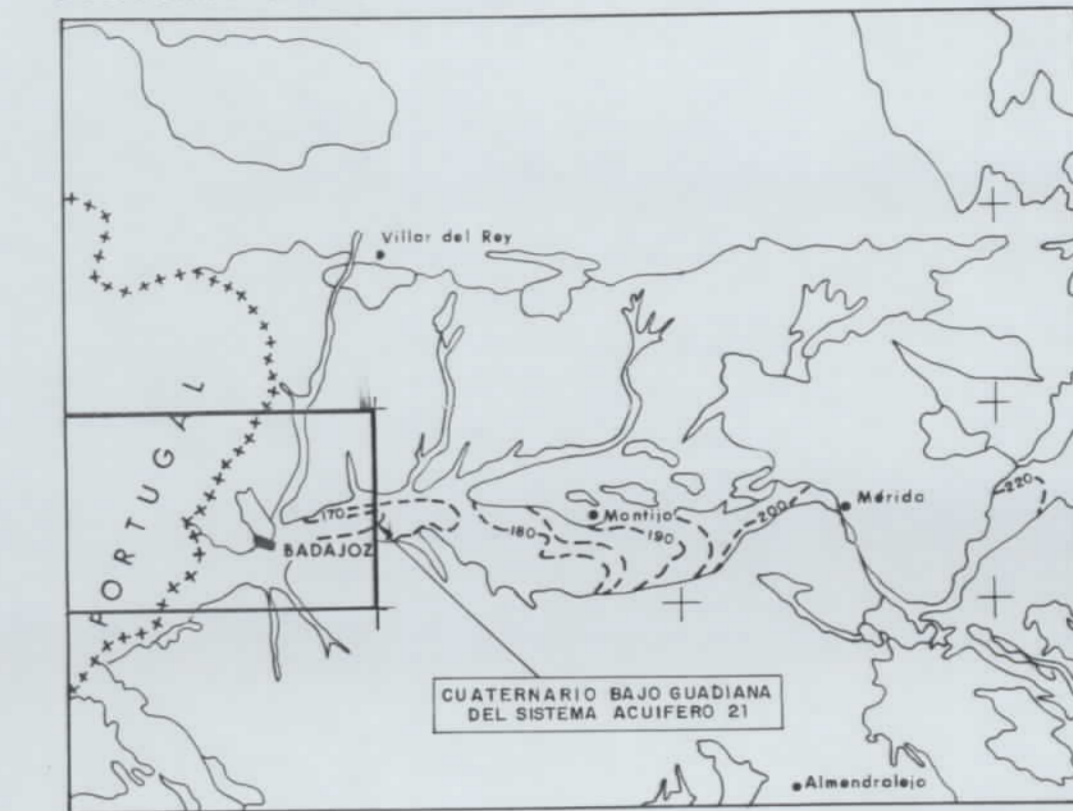 Villar del Rey
PORTUGAL
170
BADAJOZ
180
Montijo
190
200
Mérida
220
CUATERNARIO BAJO GUADIANA
DEL SISTEMA ACUIFERO 21
Almendralejo